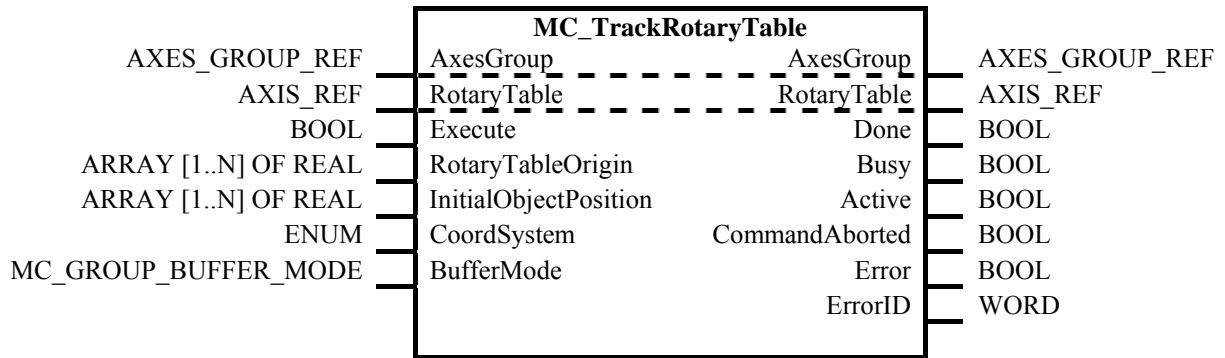 MC_TrackRotaryTable
AXES_GROUP_REF AxesGroup AxesGroup AXES_GROUP_REF
AXIS_REF RotaryTable RotaryTable AXIS_REF
BOOL Execute Done BOOL
ARRAY [1..N] OF REAL RotaryTableOrigin Busy BOOL
ARRAY [1..N] OF REAL InitialObjectPosition Active BOOL
ENUM CoordSystem CommandAborted BOOL
MC_GROUP_BUFFER_MODE BufferMode Error BOOL
ErrorID WORD